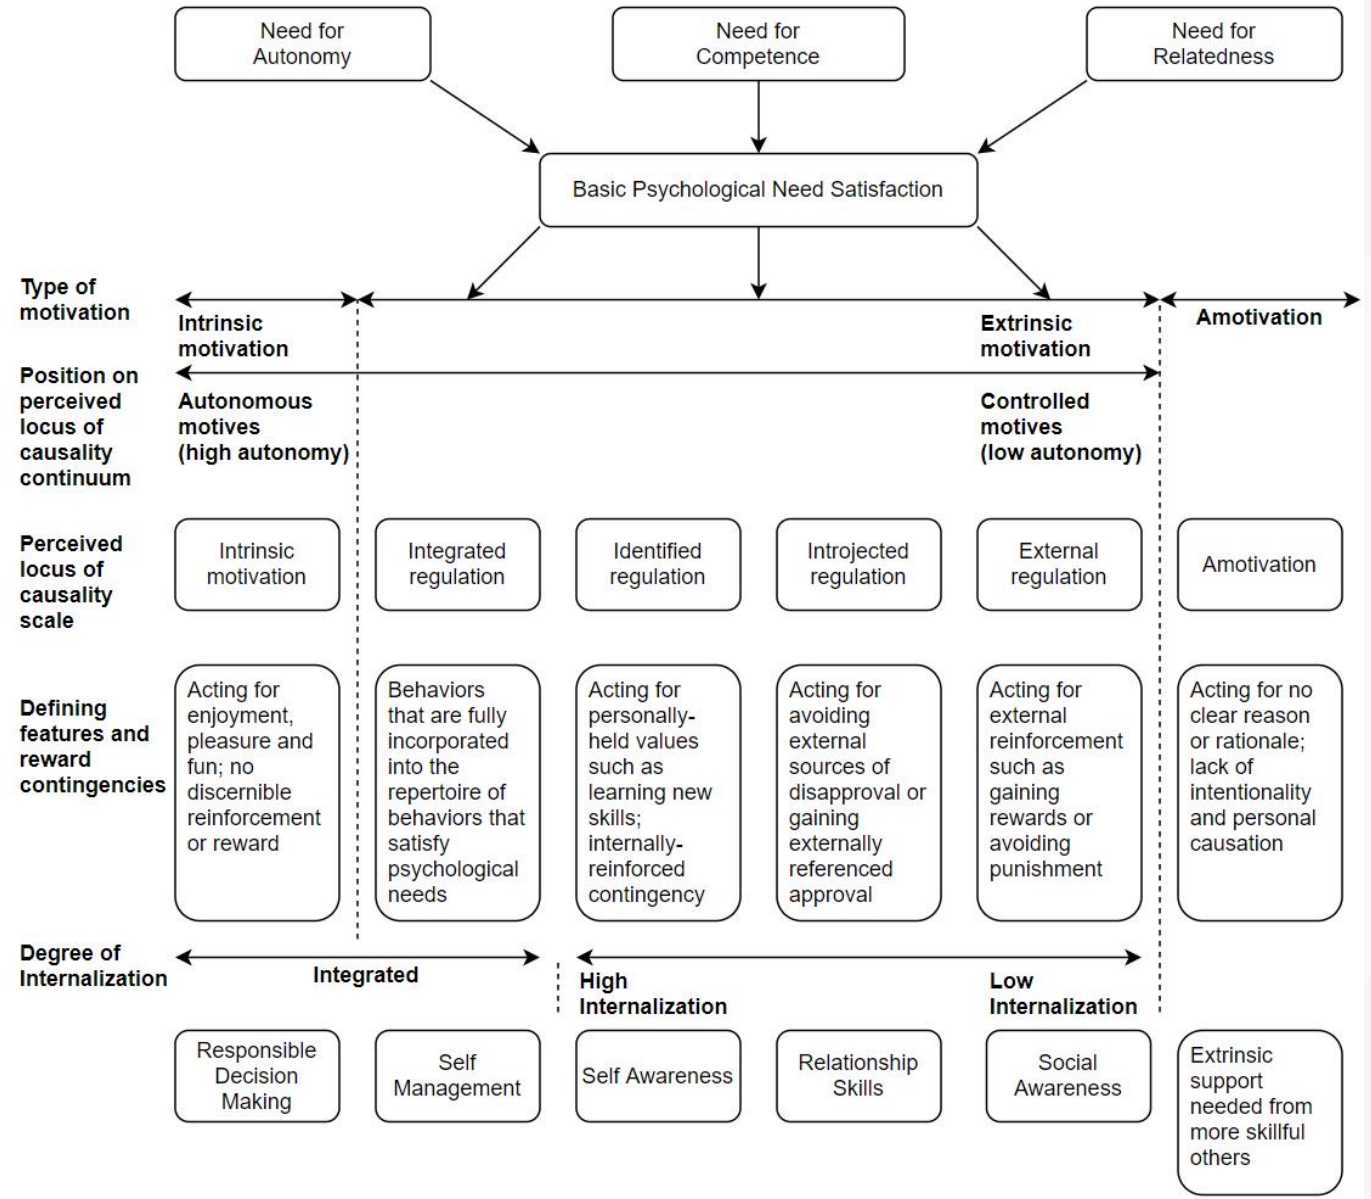 Need for
Autonomy
Need for
Competence
Need for
Relatedness
Basic Psychological Need Satisfaction
Type of
motivation
Intrinsic
motivation
Extrinsic
motivation
Amotivation
Position on
perceived
locus of
causality
continuum
Autonomous
motives
(high autonomy)
Controlled
motives
(low autonomy)
Perceived
locus of
causality
scale
Intrinsic
motivation
Integrated
regulation
Identified
regulation
Introjected
regulation
External
regulation
Amotivation
Defining
features and
reward
contingencies
Acting for
enjoyment,
pleasure and
fun; no
discernible
reinforcement
or reward
Behaviors
that are fully
incorporated
into the
repertoire of
behaviors that
satisfy
psychological
needs
Acting for
personally-
held values
such as
learning new
skills;
internally-
reinforced
contingency
Acting for
avoiding
external
sources of
disapproval or
gaining
externally
referenced
approval
Acting for
external
reinforcement
such as
gaining
rewards or
avoiding
punishment
Acting for no
clear reason
or rationale;
lack of
intentionality
and personal
causation
Degree of
Internalization
Integrated
High
Internalization
Low
Internalization
Responsible
Decision
Making
Self
Management
Self Awareness
Relationship
Skills
Social
Awareness
Extrinsic
support
needed from
more skillful
others